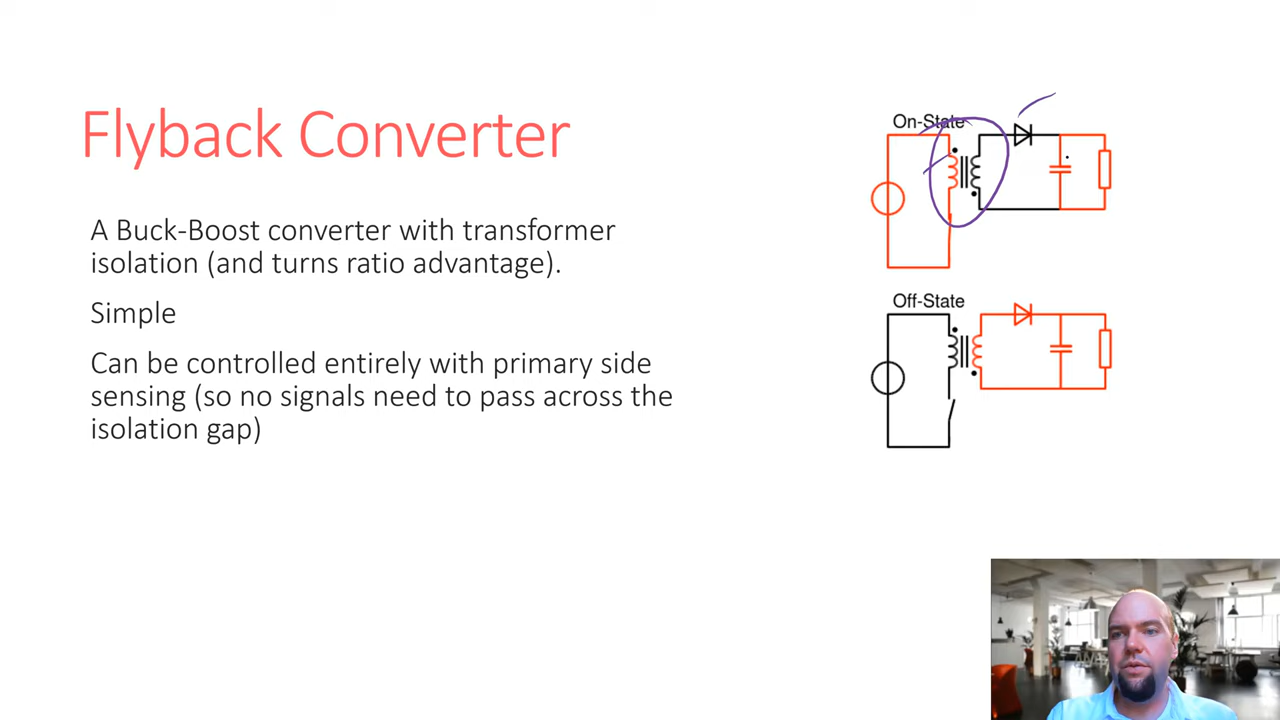 Flyback Converter
A Buck-Boost converter with transformer
isolation (and turns ratio advantage).
Simple
Can be controlled entirely with primary side
sensing (so no signals need to pass across the
isolation gap)
On-State
Off-State